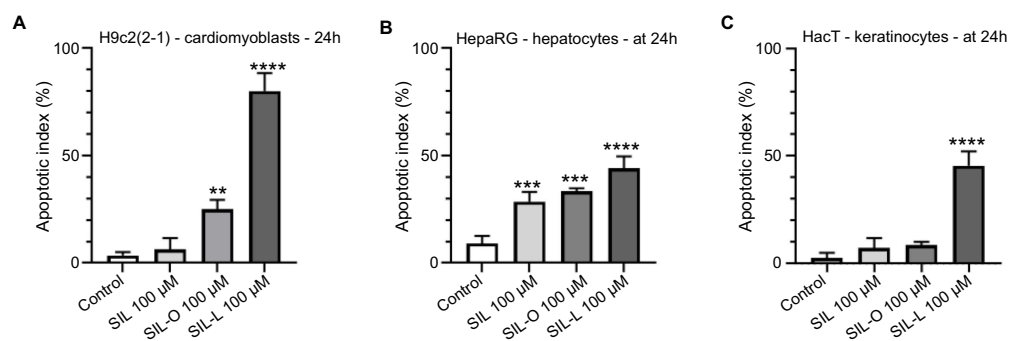 A
H9c2(2-1) - cardiomyoblasts - 24h
Apoptotic index (%)
100
50
0
****
**
Control
SIL 100 µM
SIL-O 100 µM
SIL-L 100 µM
B
HepaRG - hepatocytes - at 24h
Apoptotic index (%)
100
50
0
***
***
****
Control
SIL 100 µM
SIL-O 100 µM
SIL-L 100 µM
C
HacT - keratinocytes - at 24h
Apoptotic index (%)
100
50
0
****
Control
SIL 100 µM
SIL-O 100 µM
SIL-L 100 µM